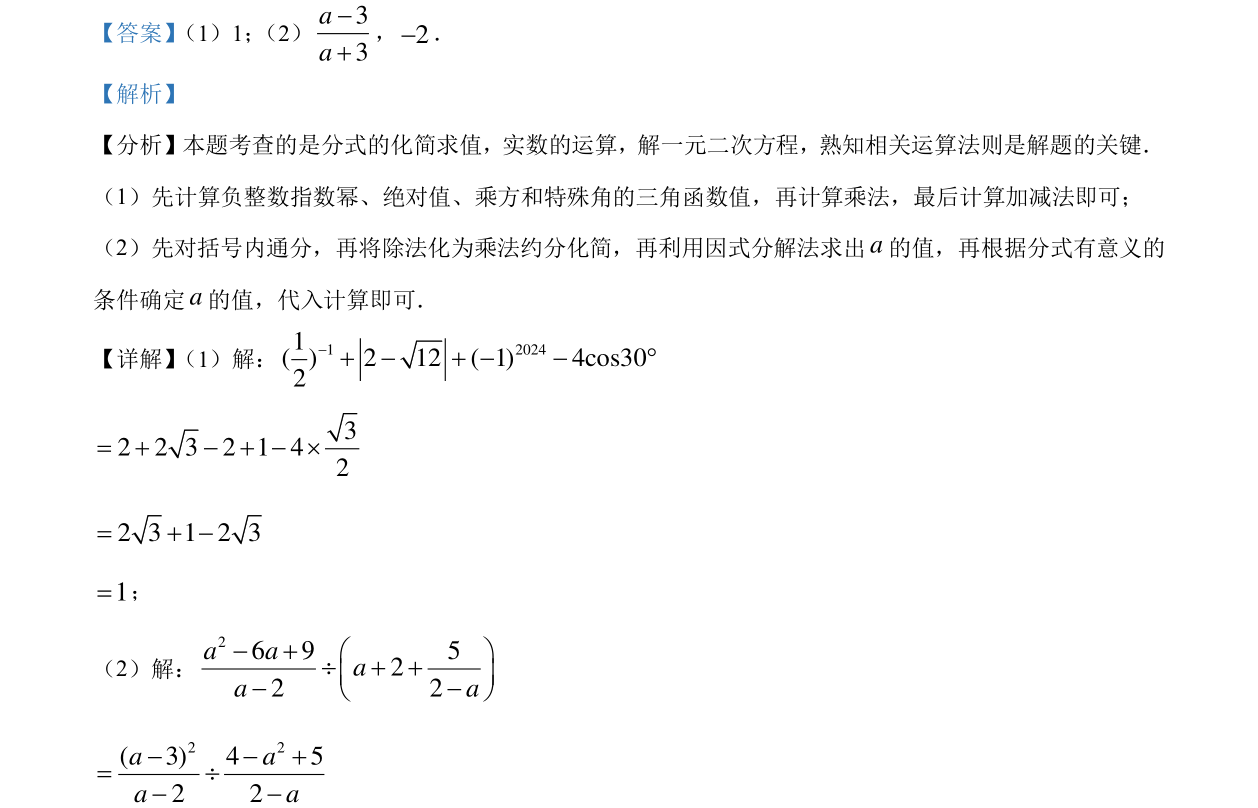 【答案】（1）1；（2）$\frac{a-3}{a+3}$，$-2$．
【解析】
【分析】本题考查的是分式的化简求值，实数的运算，解一元二次方程，熟知相关运算法则是解题的关键．
（1）先计算负整数指数幂、绝对值、乘方和特殊角的三角函数值，再计算乘法，最后计算加减法即可；
（2）先对括号内通分，再将除法化为乘法约分化简，再利用因式分解法求出 $a$ 的值，再根据分式有意义的
条件确定 $a$ 的值，代入计算即可．
【详解】（1）解：$(\frac{1}{2})^{-1}+\left|2-\sqrt{12}\right|+(-1)^{2024}-4\cos30°$
$=2+2\sqrt{3}-2+1-4\times\frac{\sqrt{3}}{2}$
$=2\sqrt{3}+1-2\sqrt{3}$
$=1$；
（2）解：$\frac{a^2-6a+9}{a-2}\div\left(a+2+\frac{5}{2-a}\right)$
$=\frac{(a-3)^2}{a-2}\div\frac{4-a^2+5}{2-a}$